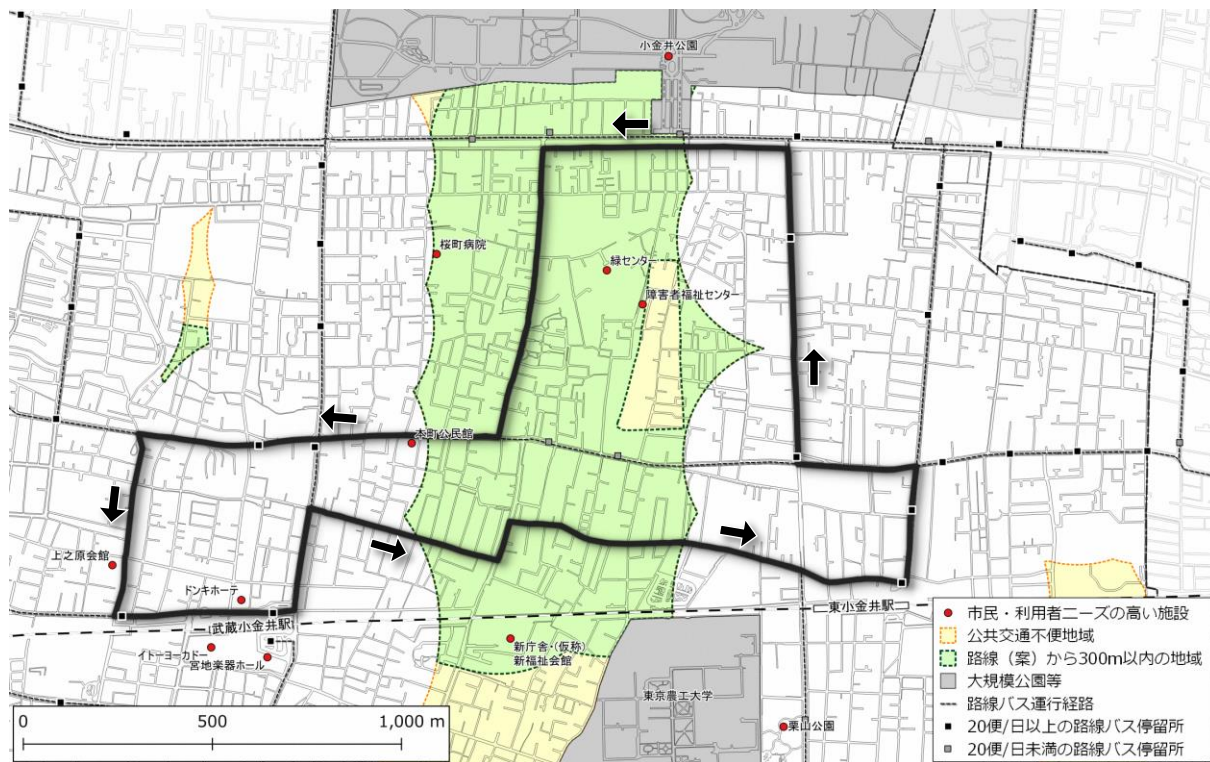 小金井公園
桜町病院
緑センター
障害者福祉センター
本町公民館
上之原会館
ドンキホーテ
武蔵小金井駅
東小金井駅
イトーヨーカドー
宮地楽器ホール
新庁舎・(仮称)
新福祉会館
東京農工大学
栗山公園
市民・利用者ニーズの高い施設
公共交通不便地域
路線（案）から300m以内の地域
大規模公園等
路線バス運行経路
20便/日以上の路線バス停留所
20便/日未満の路線バス停留所
0 500 1,000 m